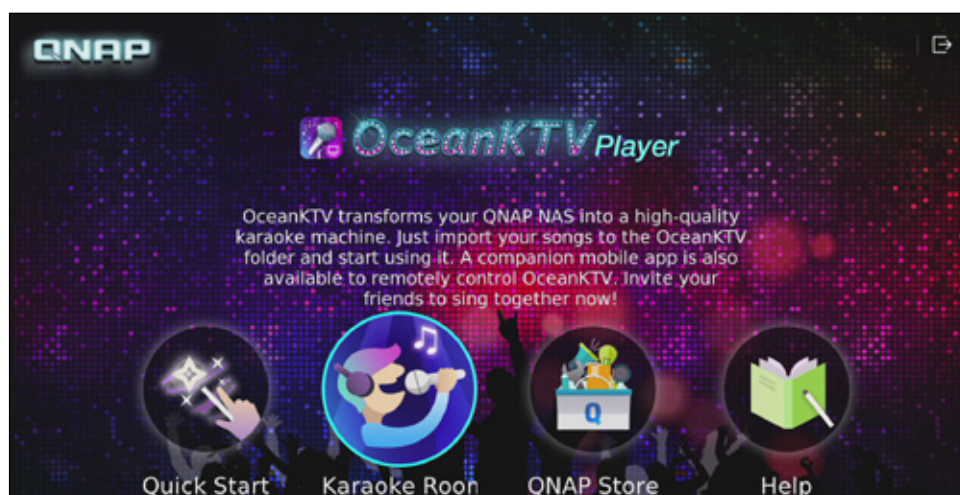 QNAP
OceanKTV Player
OceanKTV transforms your QNAP NAS into a high-quality
karaoke machine. Just import your songs to the OceanKTV
folder and start using it. A companion mobile app is also
available to remotely control OceanKTV. Invite your
friends to sing together now!
Q
Quick Start
Karaoke Roon
QNAP Store
Help